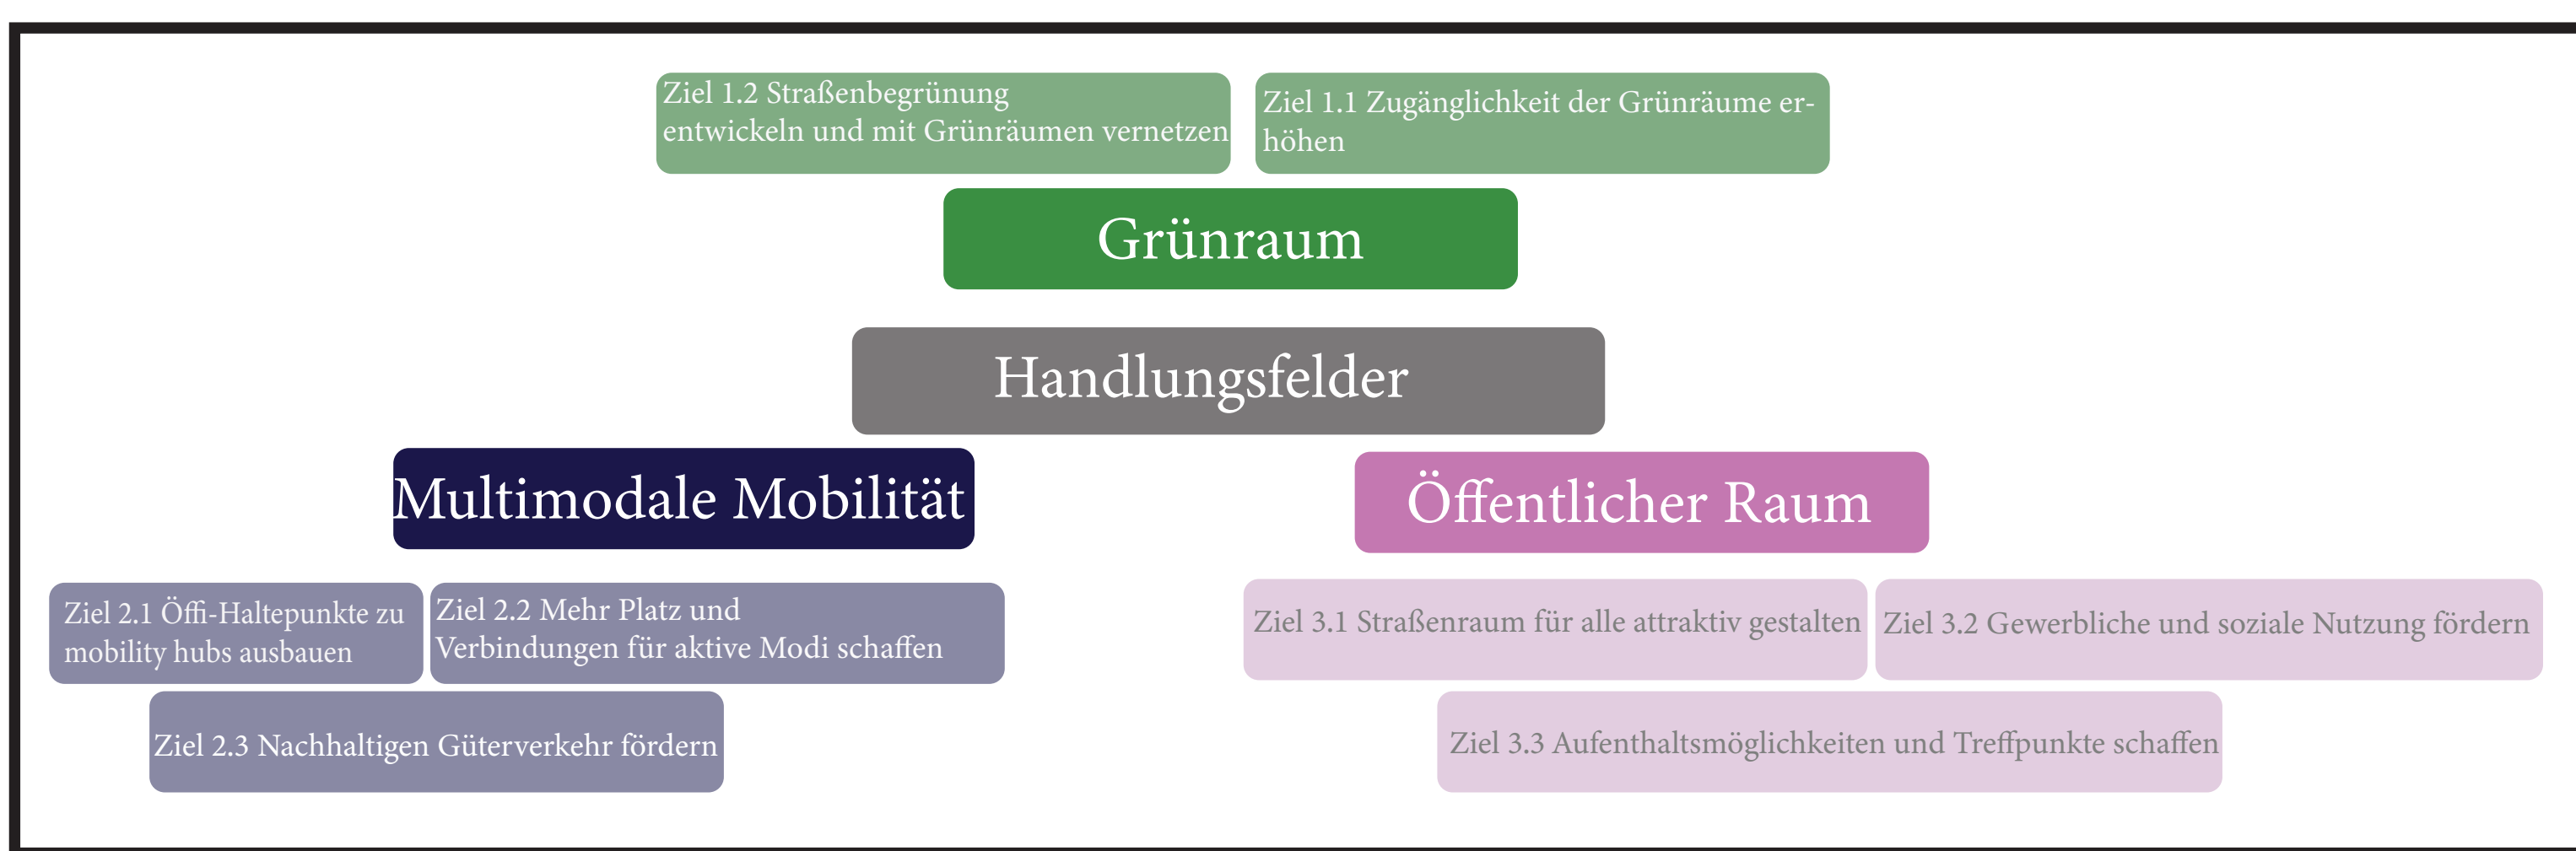 Ziel 1.2 Straßenbegrünung
entwickeln und mit Grünräumen vernetzen
Ziel 1.1 Zugänglichkeit der Grünräume er-
höhen
Grünraum
Handlungsfelder
Multimodale Mobilität
Öffentlicher Raum
Ziel 2.1 Öffi-Haltepunkte zu
mobility hubs ausbauen
Ziel 2.2 Mehr Platz und
Verbindungen für aktive Modi schaffen
Ziel 3.1 Straßenraum für alle attraktiv gestalten
Ziel 3.2 Gewerbliche und soziale Nutzung fördern
Ziel 2.3 Nachhaltigen Güterverkehr fördern
Ziel 3.3 Aufenthaltsmöglichkeiten und Treffpunkte schaffen